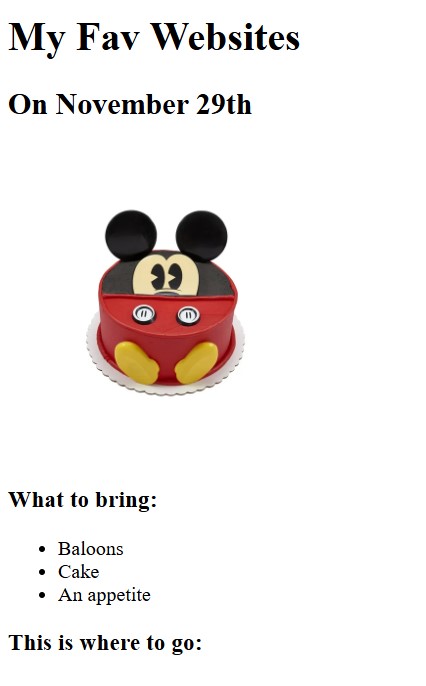 My Fav Websites
On November 29th
What to bring:
Baloons
Cake
An appetite
This is where to go: